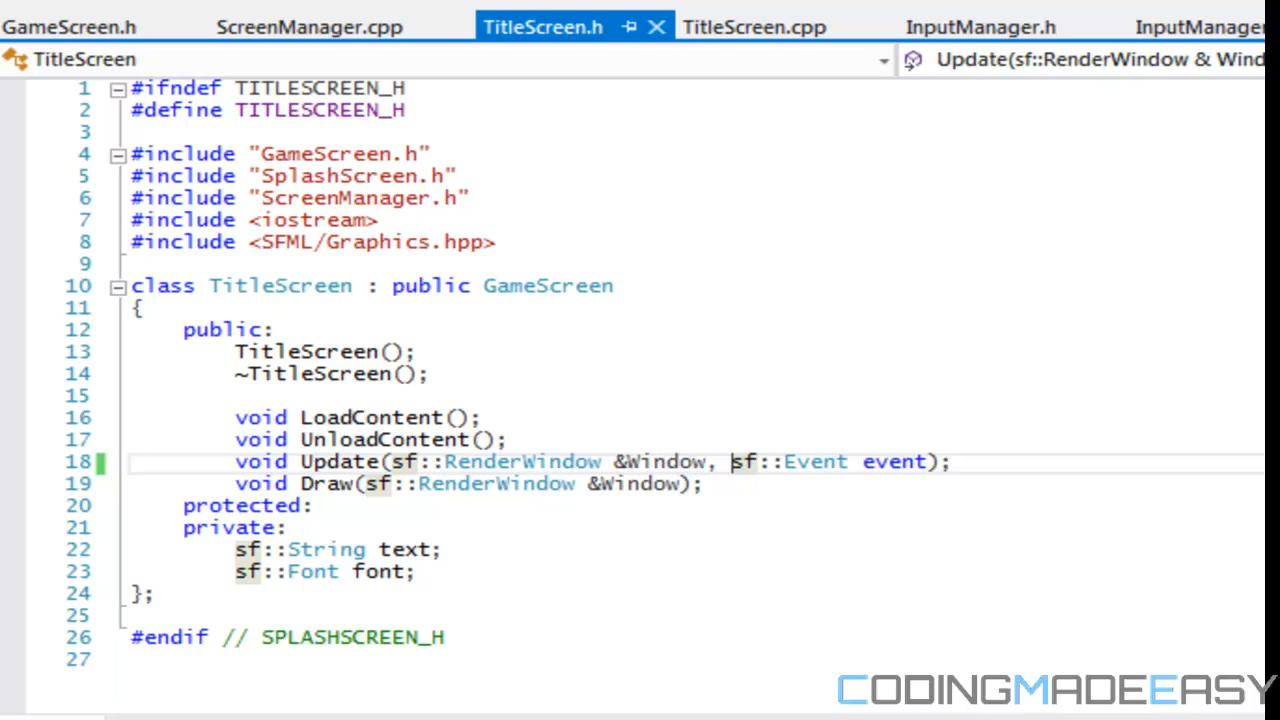 GameScreen.h ScreenManager.cpp TitleScreen.h TitleScreen.cpp InputManager.h InputManager
TitleScreen Update(sf::RenderWindow & Wind
1 #ifndef TITLESCREEN_H
2 #define TITLESCREEN_H
3
4 #include "GameScreen.h"
5 #include "SplashScreen.h"
6 #include "ScreenManager.h"
7 #include <iostream>
8 #include <SFML/Graphics.hpp>
9
10 class TitleScreen : public GameScreen
11 {
12 public:
13 TitleScreen();
14 ~TitleScreen();
15
16 void LoadContent();
17 void UnloadContent();
18 void Update(sf::RenderWindow &Window, sf::Event event);
19 void Draw(sf::RenderWindow &Window);
20 protected:
21 private:
22 sf::String text;
23 sf::Font font;
24 };
25
26 #endif // SPLASHSCREEN_H
27
CODINGMADEEASY